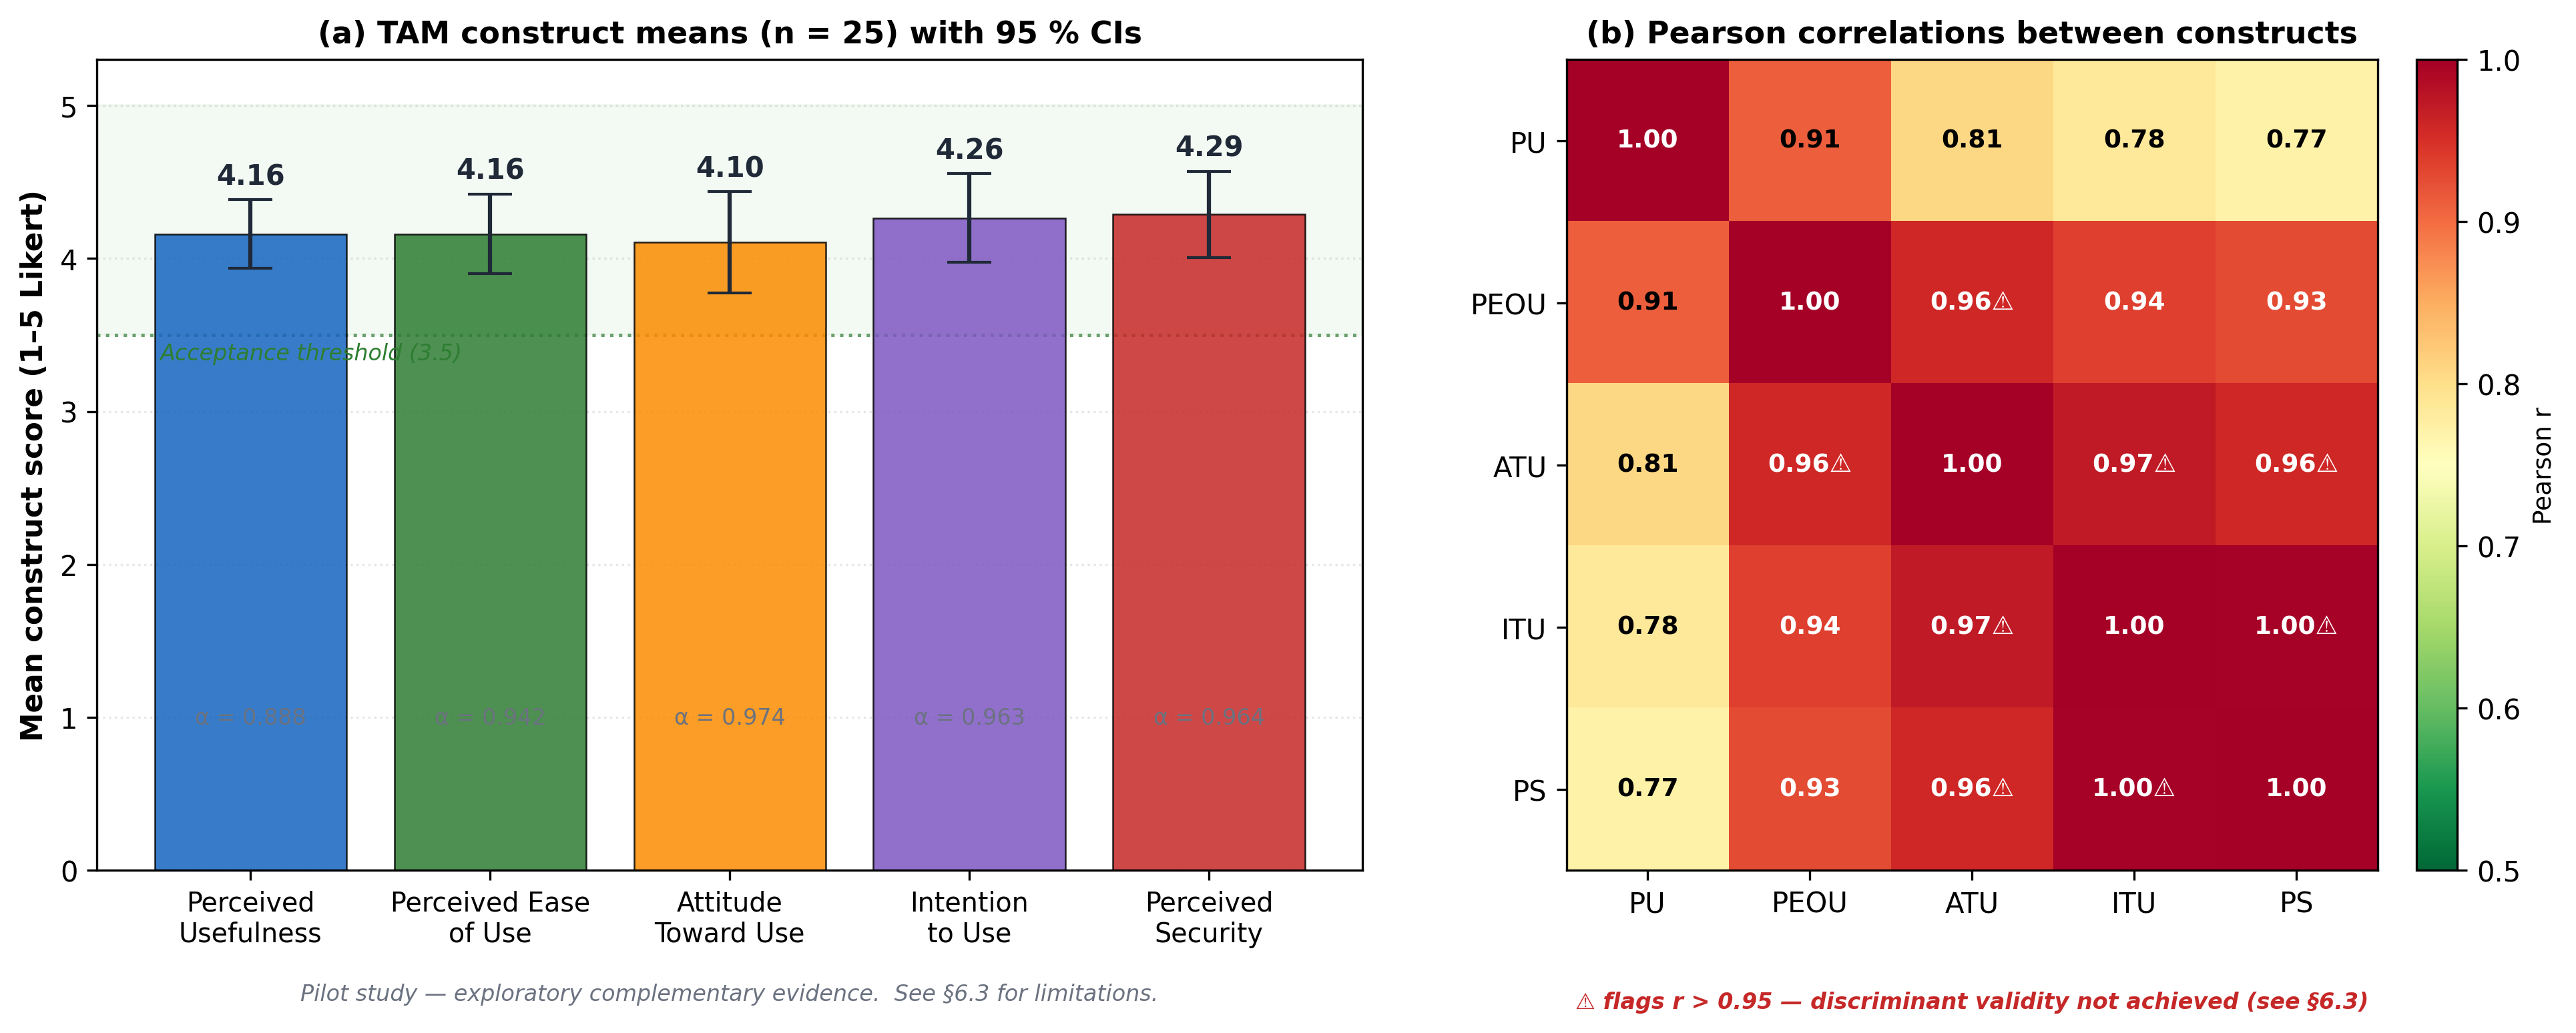 (a) TAM construct means (n = 25) with 95 % CIs
Mean construct score (1–5 Likert)
5
4
3
2
1
0
4.16
4.16
4.10
4.26
4.29
Acceptance threshold (3.5)
α = 0.888
α = 0.942
α = 0.974
α = 0.963
α = 0.964
Perceived
Usefulness
Perceived Ease
of Use
Attitude
Toward Use
Intention
to Use
Perceived
Security
Pilot study — exploratory complementary evidence. See §6.3 for limitations.
(b) Pearson correlations between constructs
PU 1.00 0.91 0.81 0.78 0.77
PEOU 0.91 1.00 0.96⚠ 0.94 0.93
ATU 0.81 0.96⚠ 1.00 0.97⚠ 0.96⚠
ITU 0.78 0.94 0.97⚠ 1.00 1.00⚠
PS 0.77 0.93 0.96⚠ 1.00⚠ 1.00
PU PEOU ATU ITU PS
1.0
0.9
0.8
0.7
0.6
0.5
Pearson r
⚠ flags r > 0.95 — discriminant validity not achieved (see §6.3)